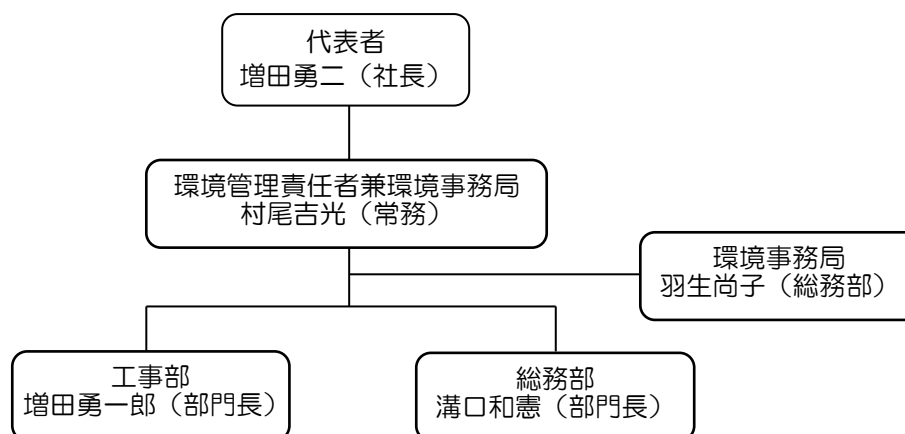 代表者
増田勇二（社長）
環境管理責任者兼環境事務局
村尾吉光（常務）
環境事務局
羽生尚子（総務部）
工事部
増田勇一郎（部門長）
総務部
溝口和憲（部門長）